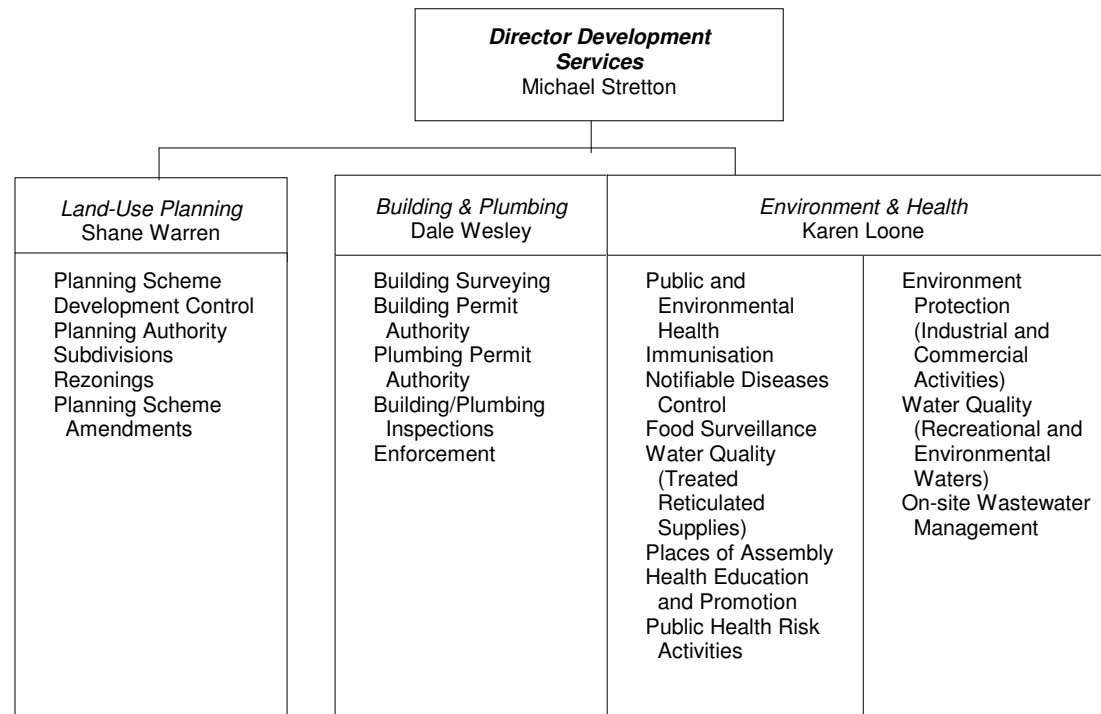 Director Development
Services
Michael Stretton
Land-Use Planning
Shane Warren
Planning Scheme
Development Control
Planning Authority
Subdivisions
Rezonings
Planning Scheme
Amendments
Building & Plumbing
Dale Wesley
Building Surveying
Building Permit
Authority
Plumbing Permit
Authority
Building/Plumbing
Inspections
Enforcement
Environment & Health
Karen Loone
Public and
Environmental
Health
Immunisation
Notifiable Diseases
Control
Food Surveillance
Water Quality
(Treated
Reticulated
Supplies)
Places of Assembly
Health Education
and Promotion
Public Health Risk
Activities
Environment
Protection
(Industrial and
Commercial
Activities)
Water Quality
(Recreational and
Environmental
Waters)
On-site Wastewater
Management